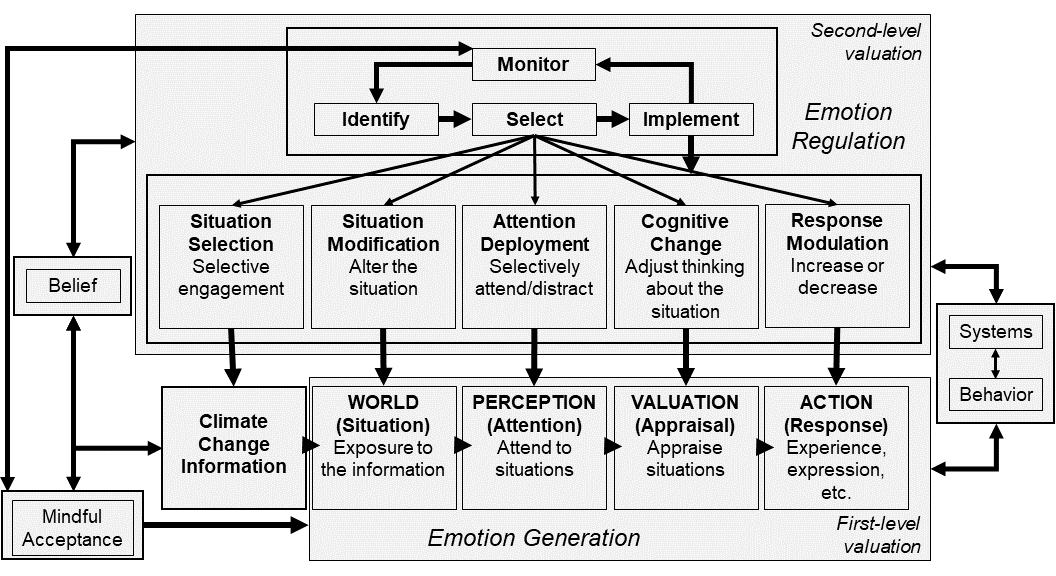 Second-level
valuation
Monitor
Identify
Select
Implement
Emotion
Regulation
Situation
Selection
Selective
engagement
Situation
Modification
Alter the
situation
Attention
Deployment
Selectively
attend/distract
Cognitive
Change
Adjust thinking
about the
situation
Response
Modulation
Increase or
decrease
Belief
Systems
Behavior
Climate
Change
Information
WORLD
(Situation)
Exposure to
the information
PERCEPTION
(Attention)
Attend to
situations
VALUATION
(Appraisal)
Appraise
situations
ACTION
(Response)
Experience,
expression,
etc.
Mindful
Acceptance
Emotion Generation
First-level
valuation